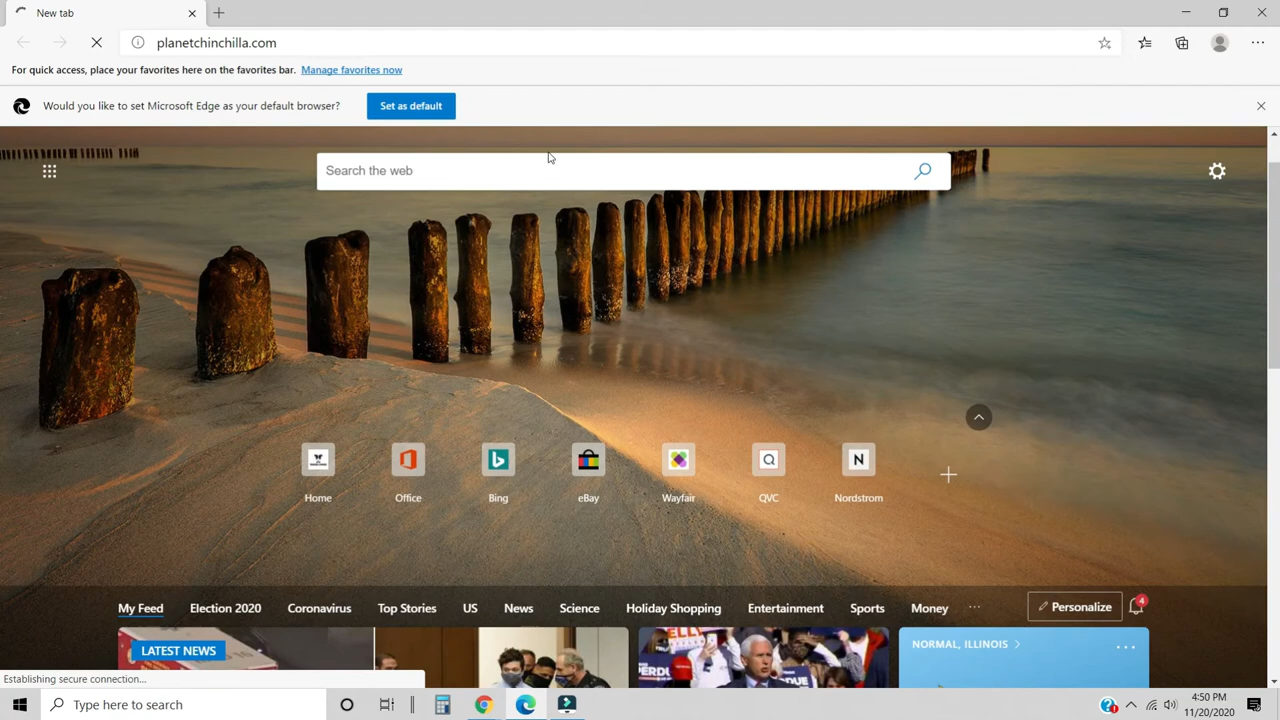 New tab
planetchinchilla.com
For quick access, place your favorites here on the favorites bar. Manage favorites now
Would you like to set Microsoft Edge as your default browser? Set as default
Search the web
Home Office Bing eBay Wayfair QVC Nordstrom
Q N
My Feed Election 2020 Coronavirus Top Stories US News Science Holiday Shopping Entertainment Sports Money ... Personalize 4
LATEST NEWS
NORMAL, ILLINOIS
Establishing secure connection...
Type here to search
4:50 PM
11/20/2020